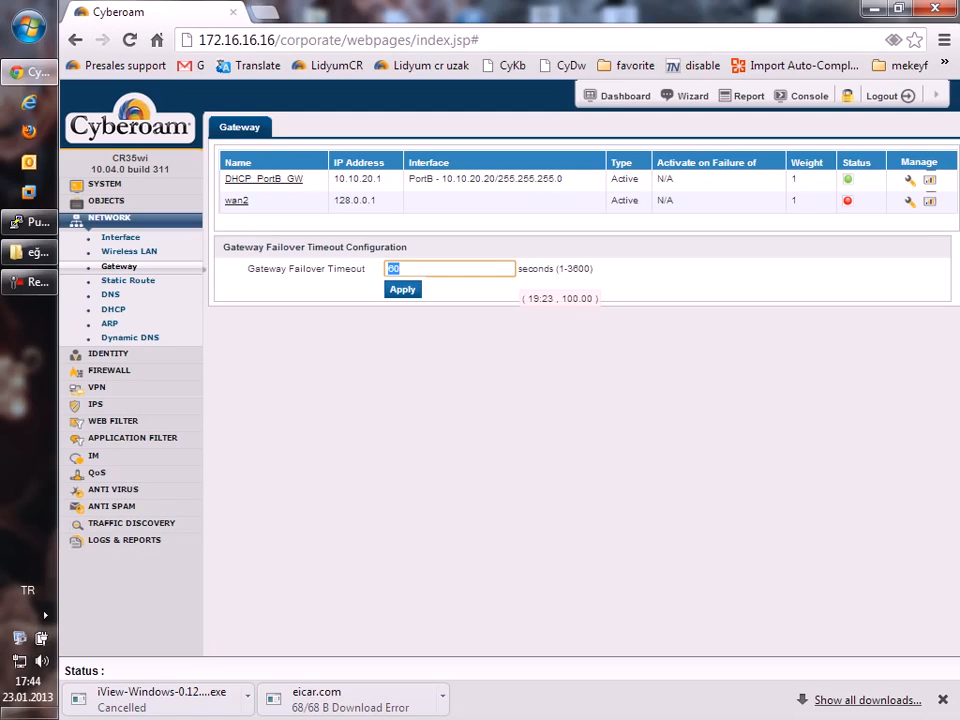 Cyberoam
172.16.16.16/corporate/webpages/index.jsp#
Cy...
Presales support
G
Translate
LidyumCR
Lidyum cr uzak
CyKb
CyDw
favorite
disable
Import Auto-Compl...
mekeyf
»
Dashboard
Wizard
Report
Console
Logout
Cyberoam
CR35wi
10.04.0 build 311
SYSTEM
OBJECTS
NETWORK
Interface
Wireless LAN
Gateway
Static Route
DNS
DHCP
ARP
Dynamic DNS
IDENTITY
FIREWALL
VPN
IPS
WEB FILTER
APPLICATION FILTER
IM
QoS
ANTI VIRUS
ANTI SPAM
TRAFFIC DISCOVERY
LOGS & REPORTS
Gateway
Name IP Address Interface Type Activate on Failure of Weight Status Manage
DHCP_PortB_GW 10.10.20.1 PortB - 10.10.20.20/255.255.255.0 Active N/A 1
wan2 128.0.0.1 Active N/A 1
Gateway Failover Timeout Configuration
Gateway Failover Timeout 60 seconds (1-3600)
Apply
( 19:23 , 100.00 )
Pu...
eğ...
Re...
TR
17:44
23.01.2013
Status :
iView-Windows-0.12....exe
Cancelled
eicar.com
68/68 B Download Error
Show all downloads...